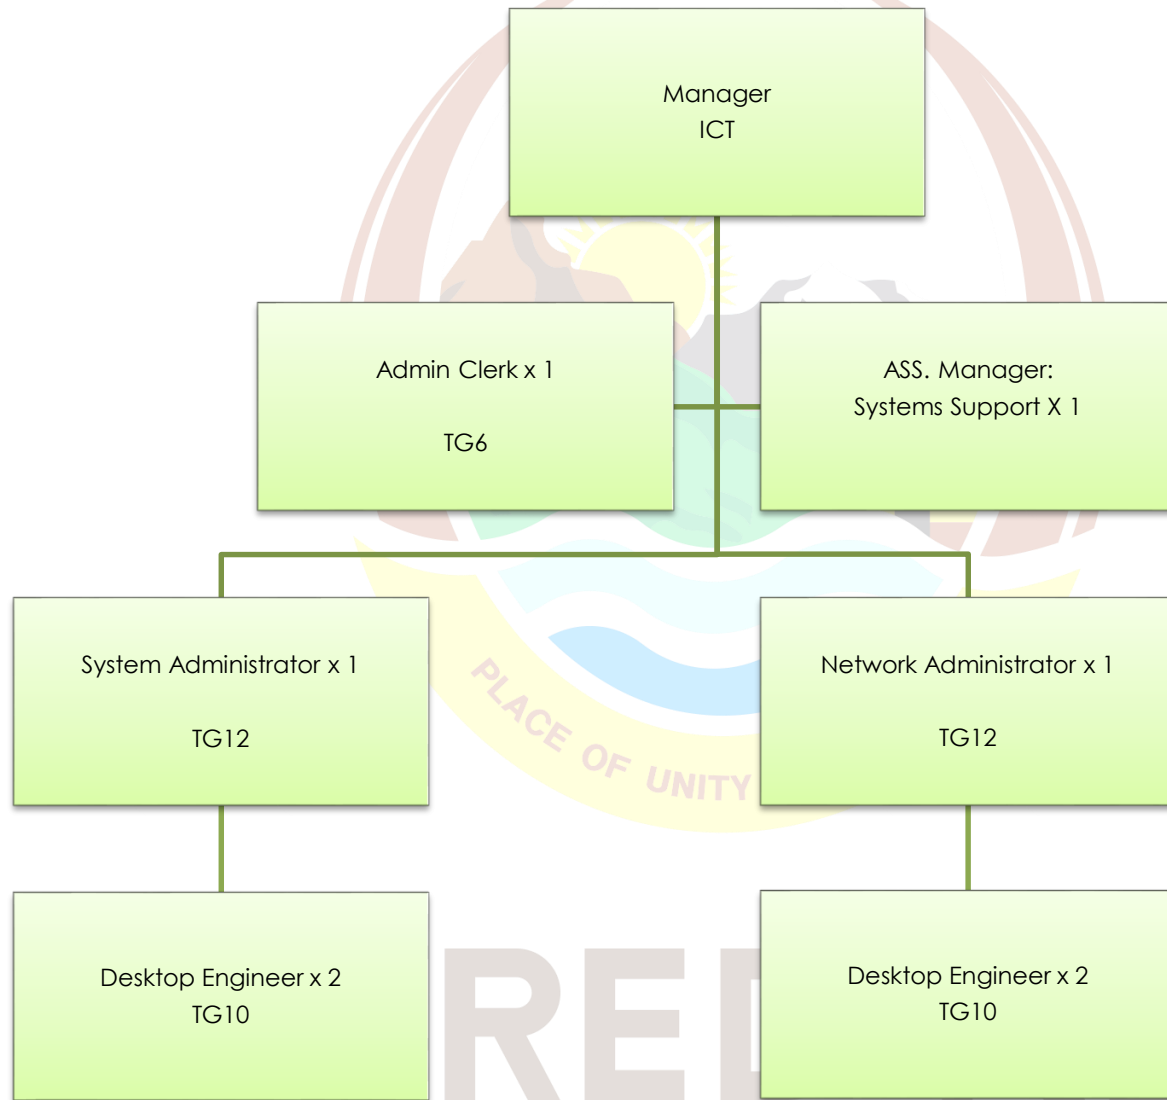 Manager
ICT
Admin Clerk x 1
TG6
ASS. Manager:
Systems Support X 1
System Administrator x 1
TG12
Network Administrator x 1
TG12
PLACE OF UNITY
Desktop Engineer x 2
TG10
Desktop Engineer x 2
TG10